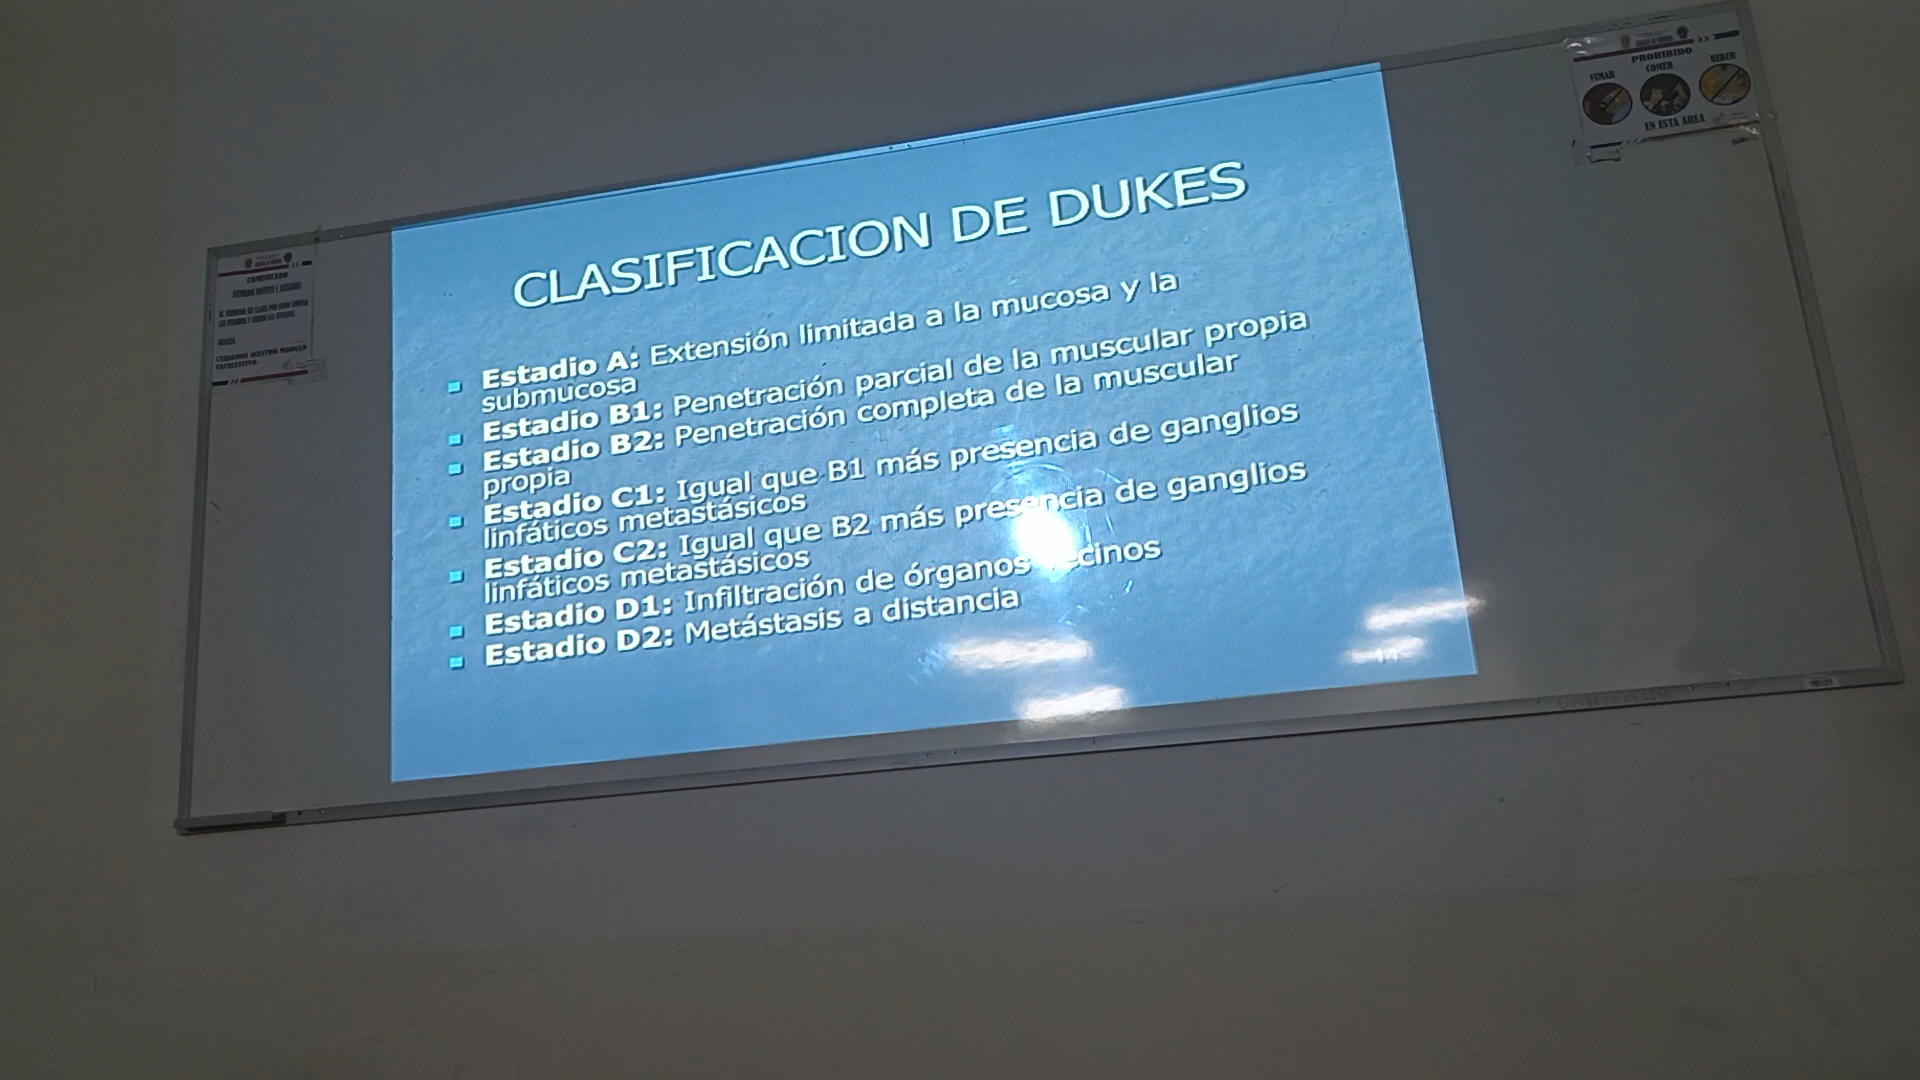 CLASIFICACION DE DUKES
Estadio A: Extensión limitada a la mucosa y la
submucosa
Estadio B1: Penetración parcial de la muscular propia
Estadio B2: Penetración completa de la muscular
propia
Estadio C1: Igual que B1 más presencia de ganglios
linfáticos metastásicos
Estadio C2: Igual que B2 más presencia de ganglios
linfáticos metastásicos
Estadio D1: Infiltración de órganos
Estadio D2: Metástasis a distancia
14
COMUNICADO
PROHIBIDO
FUMAR COMER BEBER
EN ESTA AREA